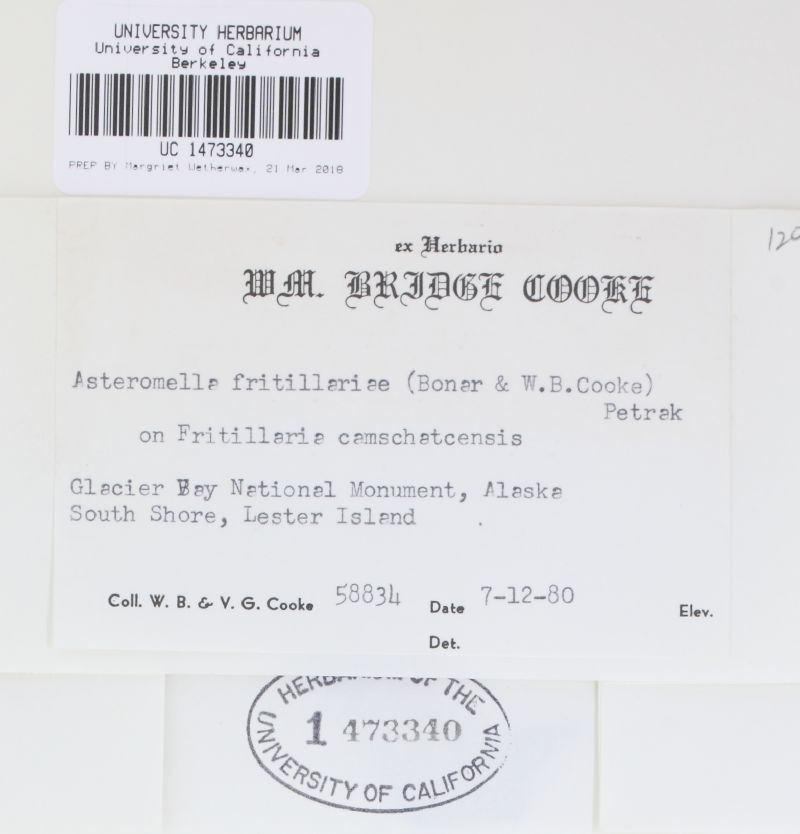 UNIVERSITY HERBARIUM
University of California
Berkeley
UC 1473340
PREP BY Margriet Wetherwax, 21 Mar 2018
120
ex Herbario
WM. BRIDGE COOKE
Asteromella fritillariae (Bonar & W.B.Cooke)
Petrak
on Fritillaria camschatcensis
Glacier Bay National Monument, Alaska
South Shore, Lester Island .
Coll. W. B. & V. G. Cooke 58834 Date 7-12-80 Elev.
Det.
HERBARIUM OF THE
1 473340
UNIVERSITY OF CALIFORNIA